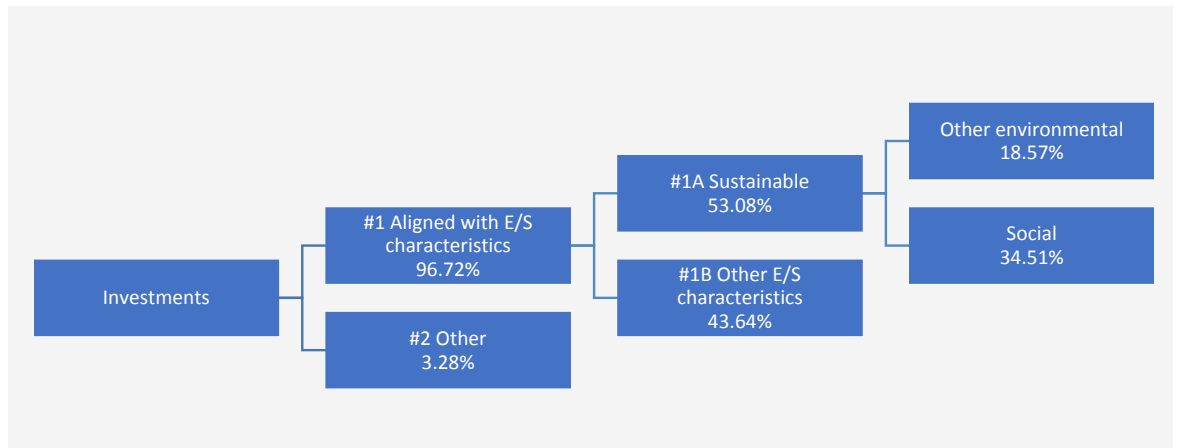 Investments
#1 Aligned with E/S
characteristics
96.72%
#2 Other
3.28%
#1A Sustainable
53.08%
#1B Other E/S
characteristics
43.64%
Other environmental
18.57%
Social
34.51%